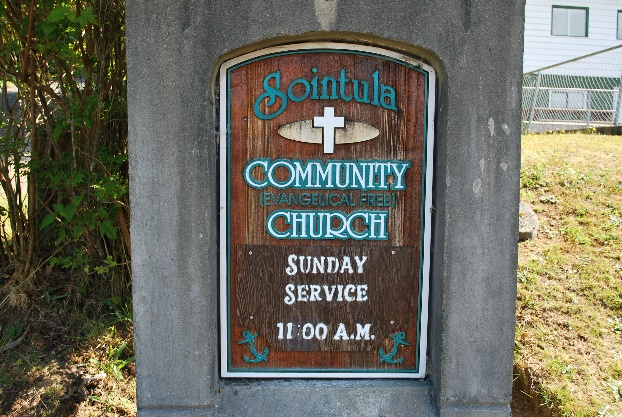 Sointula
COMMUNITY
(EVANGELICAL FREE)
CHURCH
SUNDAY
SERVICE
11:00 A.M.